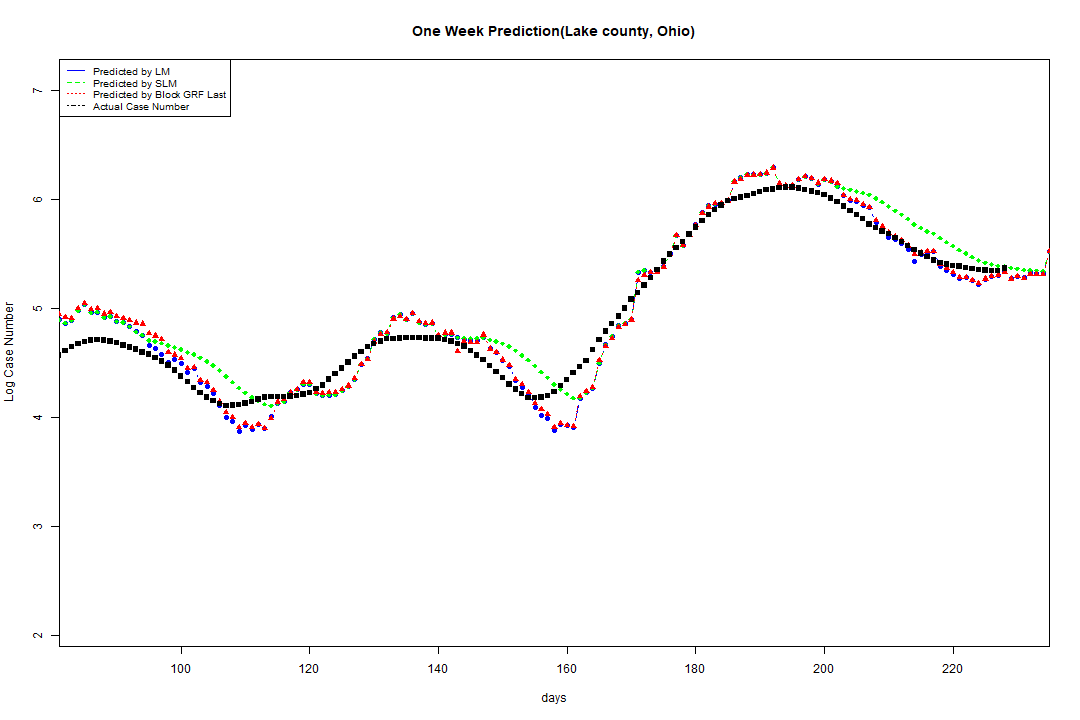 One Week Prediction(Lake county, Ohio)
Predicted by LM
Predicted by SLM
Predicted by Block GRF Last
Actual Case Number
7
6
5
4
3
2
Log Case Number
100 120 140 160 180 200 220
days